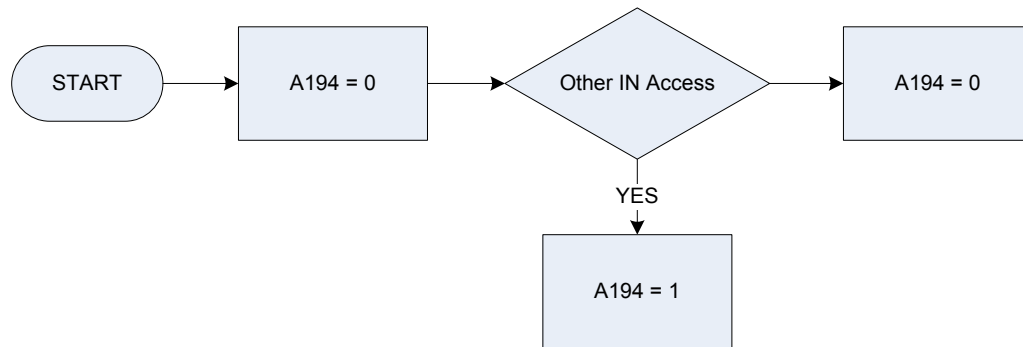 START
A194 = 0
Other IN Access
A194 = 0
YES
A194 = 1